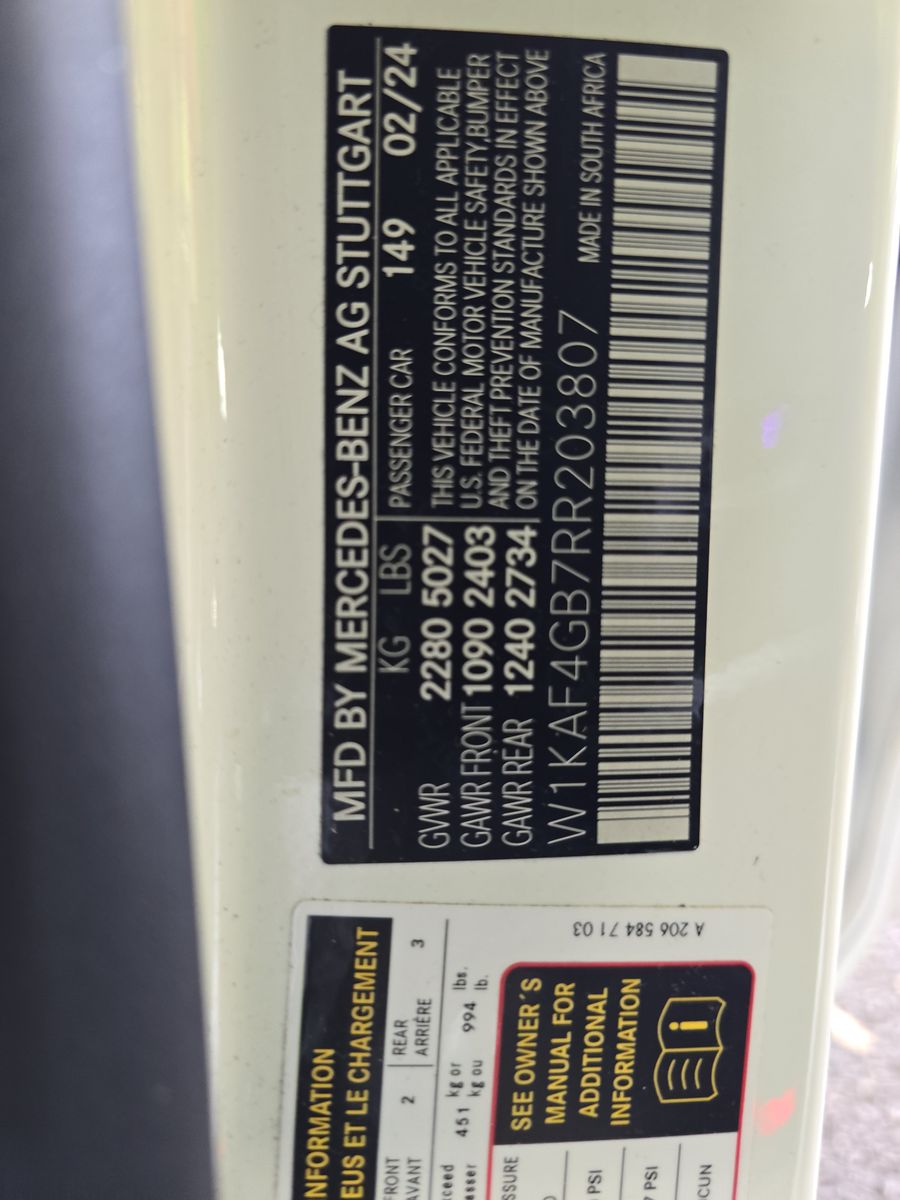 MFD BY MERCEDES-BENZ AG STUTTGART
KG LBS PASSENGER CAR 149 02/24
GVWR 2280 5027
GAWR FRONT 1090 2403
GAWR REAR 1240 2734
THIS VEHICLE CONFORMS TO ALL APPLICABLE
U.S. FEDERAL MOTOR VEHICLE SAFETY,BUMPER
AND THEFT PREVENTION STANDARDS IN EFFECT
ON THE DATE OF MANUFACTURE SHOWN ABOVE
W1KAF4GB7RR203807 MADE IN SOUTH AFRICA
NFORMATION
EUS ET LE CHARGEMENT
FRONT 2 REAR 3
AVANT ARRIÈRE
xceed 451 kg or 994 lbs.
asser kg ou lb.
SSURE
PSI
PSI
CUN
SEE OWNER´S
MANUAL FOR
ADDITIONAL
INFORMATION
i
A 206 584 71 03